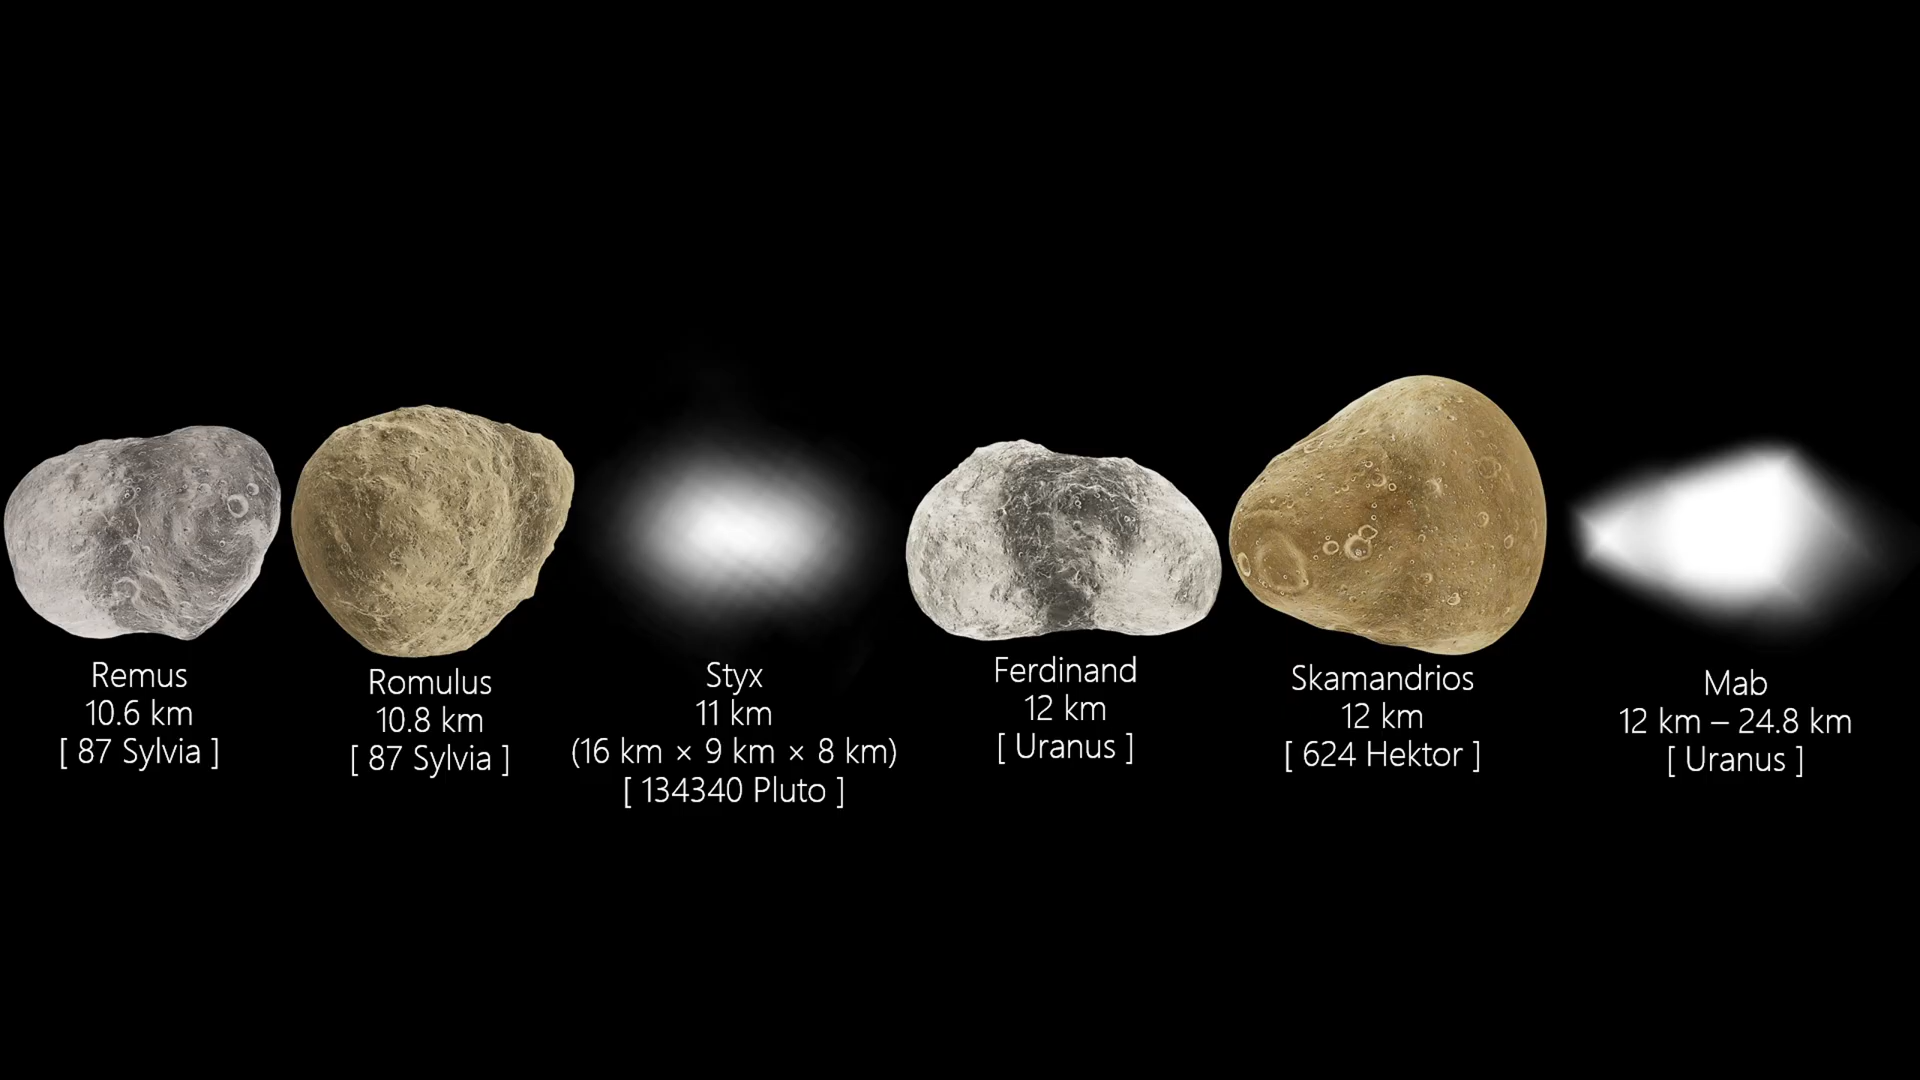 Remus
10.6 km
[ 87 Sylvia ]
Romulus
10.8 km
[ 87 Sylvia ]
Styx
11 km
(16 km × 9 km × 8 km)
[ 134340 Pluto ]
Ferdinand
12 km
[ Uranus ]
Skamandrios
12 km
[ 624 Hektor ]
Mab
12 km – 24.8 km
[ Uranus ]